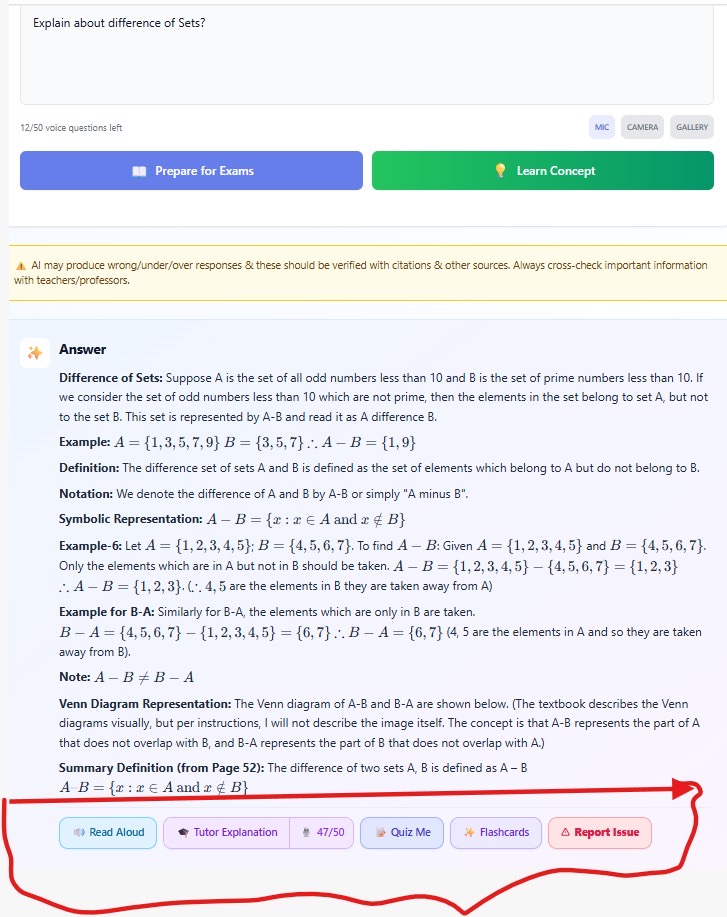 Explain about difference of Sets?
12/50 voice questions left
MIC
CAMERA
GALLERY
Prepare for Exams
Learn Concept
AI may produce wrong/under/over responses & these should be verified with citations & other sources. Always cross-check important information
with teachers/professors.
Answer
Difference of Sets: Suppose A is the set of all odd numbers less than 10 and B is the set of prime numbers less than 10. If
we consider the set of odd numbers less than 10 which are not prime, then the elements in the set belong to set A, but not
to the set B. This set is represented by A-B and read it as A difference B.
Example: A = {1, 3, 5, 7, 9} B = {3, 5, 7} ∴ A − B = {1, 9}
Definition: The difference set of sets A and B is defined as the set of elements which belong to A but do not belong to B.
Notation: We denote the difference of A and B by A-B or simply "A minus B".
Symbolic Representation: A − B = {x : x ∈ A and x ∉ B}
Example-6: Let A = {1, 2, 3, 4, 5}; B = {4, 5, 6, 7}. To find A − B: Given A = {1, 2, 3, 4, 5} and B = {4, 5, 6, 7}.
Only the elements which are in A but not in B should be taken. A − B = {1, 2, 3, 4, 5} − {4, 5, 6, 7} = {1, 2, 3}
∴ A − B = {1, 2, 3}. (∴ 4, 5 are the elements in B they are taken away from A)
Example for B-A: Similarly for B-A, the elements which are only in B are taken.
B − A = {4, 5, 6, 7} − {1, 2, 3, 4, 5} = {6, 7} ∴ B − A = {6, 7} (4, 5 are the elements in A and so they are taken
away from B).
Note: A − B ≠ B − A
Venn Diagram Representation: The Venn diagram of A-B and B-A are shown below. (The textbook describes the Venn
diagrams visually, but per instructions, I will not describe the image itself. The concept is that A-B represents the part of A
that does not overlap with B, and B-A represents the part of B that does not overlap with A.)
Summary Definition (from Page 52): The difference of two sets A, B is defined as A – B
A–B = {x : x ∈ A and x ∉ B}
Read Aloud
Tutor Explanation
47/50
Quiz Me
Flashcards
Report Issue